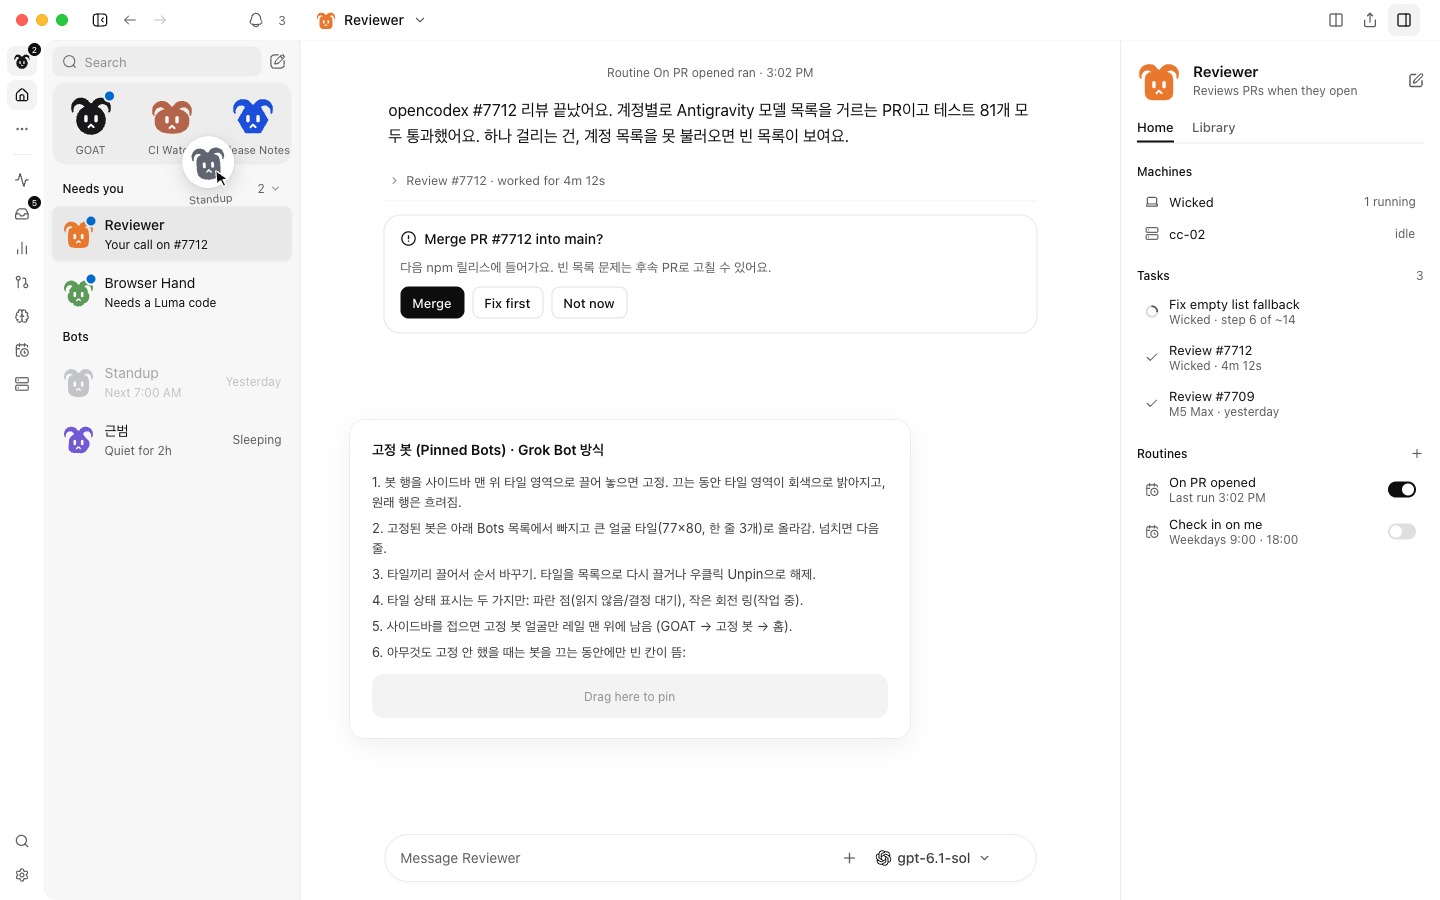 3
Reviewer
2
Search
GOAT
CI Watc
ease Notes
Standup
Needs you
2
Reviewer
Your call on #7712
Browser Hand
Needs a Luma code
Bots
Standup
Next 7:00 AM
Yesterday
근범
Quiet for 2h
Sleeping
5
Routine On PR opened ran · 3:02 PM
opencodex #7712 리뷰 끝났어요. 계정별로 Antigravity 모델 목록을 거르는 PR이고 테스트 81개 모
두 통과했어요. 하나 걸리는 건, 계정 목록을 못 불러오면 빈 목록이 보여요.
Review #7712 · worked for 4m 12s
Merge PR #7712 into main?
다음 npm 릴리스에 들어가요. 빈 목록 문제는 후속 PR로 고칠 수 있어요.
Merge
Fix first
Not now
고정 봇 (Pinned Bots) · Grok Bot 방식
1. 봇 행을 사이드바 맨 위 타일 영역으로 끌어 놓으면 고정. 끄는 동안 타일 영역이 회색으로 밝아지고,
원래 행은 흐려짐.
2. 고정된 봇은 아래 Bots 목록에서 빠지고 큰 얼굴 타일(77×80, 한 줄 3개)로 올라감. 넘치면 다음
줄.
3. 타일끼리 끌어서 순서 바꾸기. 타일을 목록으로 다시 끌거나 우클릭 Unpin으로 해제.
4. 타일 상태 표시는 두 가지만: 파란 점(읽지 않음/결정 대기), 작은 회전 링(작업 중).
5. 사이드바를 접으면 고정 봇 얼굴만 레일 맨 위에 남음 (GOAT → 고정 봇 → 홈).
6. 아무것도 고정 안 했을 때는 봇을 끄는 동안에만 빈 칸이 뜸:
Drag here to pin
Message Reviewer
gpt-6.1-sol
Reviewer
Reviews PRs when they open
Home
Library
Machines
Wicked
1 running
cc-02
idle
Tasks
3
Fix empty list fallback
Wicked · step 6 of ~14
Review #7712
Wicked · 4m 12s
Review #7709
M5 Max · yesterday
Routines
On PR opened
Last run 3:02 PM
Check in on me
Weekdays 9:00 · 18:00